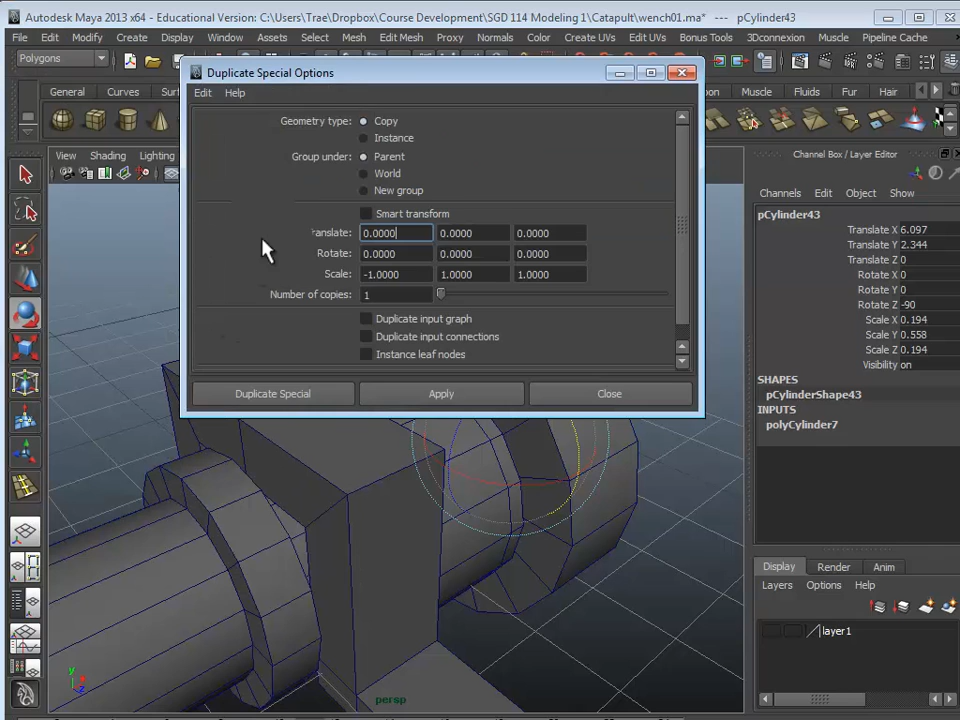 Autodesk Maya 2013 x64 - Educational Version: C:\Users\Trae\Dropbox\Course Development\SGD 114 Modeling 1\Catapult\wench01.ma* --- pCylinder43
File Edit Modify Create Display Window Assets Select Mesh Edit Mesh Proxy Normals Color Create UVs Edit UVs Bonus Tools 3Dconnexion Muscle Pipeline Cache
Polygons
Duplicate Special Options
Edit Help
General Curves Muscle Fluids Fur Hair
Geometry type: Copy
Instance
Group under: Parent
World
New group
Smart transform
anslate: 0.0000 0.0000 0.0000
Rotate: 0.0000 0.0000 0.0000
Scale: -1.0000 1.0000 1.0000
Number of copies: 1
Duplicate input graph
Duplicate input connections
Instance leaf nodes
Duplicate Special Apply Close
View Shading Lighting
persp
y
z
Channel Box / Layer Editor
Channels Edit Object Show
pCylinder43
Translate X 6.097
Translate Y 2.344
Translate Z 0
Rotate X 0
Rotate Y 0
Rotate Z -90
Scale X 0.194
Scale Y 0.558
Scale Z 0.194
Visibility on
SHAPES
pCylinderShape43
INPUTS
polyCylinder7
Display Render Anim
Layers Options Help
layer1